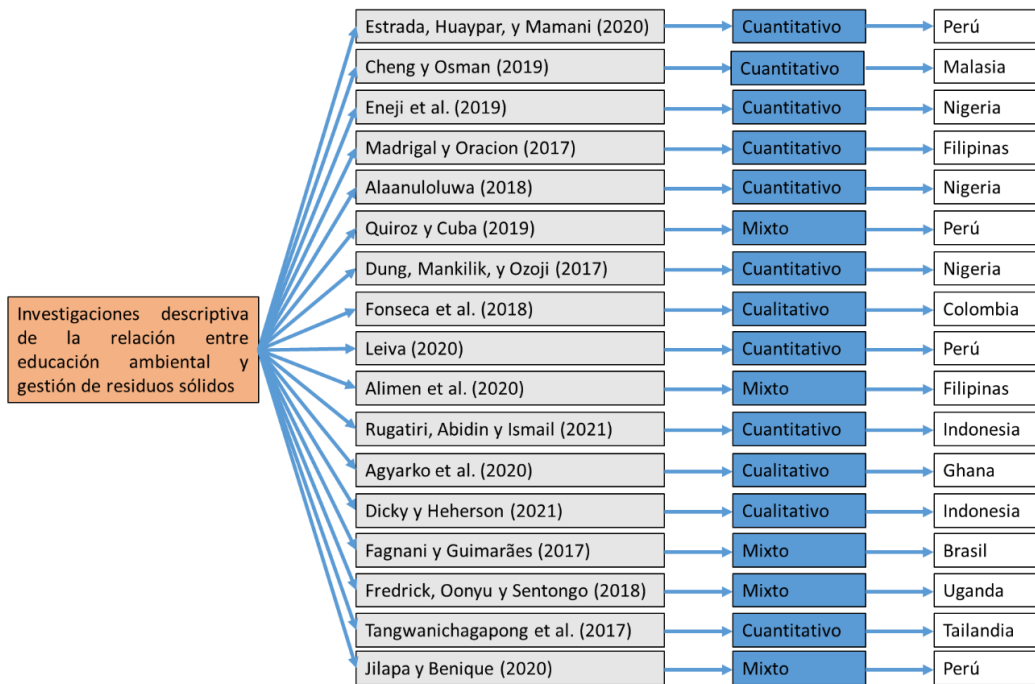 Investigaciones descriptiva
de la relación entre
educación ambiental y
gestión de residuos sólidos
Estrada, Huaypar, y Mamani (2020) Cuantitativo Perú
Cheng y Osman (2019) Cuantitativo Malasia
Eneji et al. (2019) Cuantitativo Nigeria
Madrigal y Oracion (2017) Cuantitativo Filipinas
Alaanuloluwa (2018) Cuantitativo Nigeria
Quiroz y Cuba (2019) Mixto Perú
Dung, Mankilik, y Ozoji (2017) Cuantitativo Nigeria
Fonseca et al. (2018) Cualitativo Colombia
Leiva (2020) Cuantitativo Perú
Alimen et al. (2020) Mixto Filipinas
Rugatiri, Abidin y Ismail (2021) Cuantitativo Indonesia
Agyarko et al. (2020) Cualitativo Ghana
Dicky y Heherson (2021) Cualitativo Indonesia
Fagnani y Guimarães (2017) Mixto Brasil
Fredrick, Oonyu y Sentongo (2018) Mixto Uganda
Tangwanichagapong et al. (2017) Cuantitativo Tailandia
Jilapa y Benique (2020) Mixto Perú